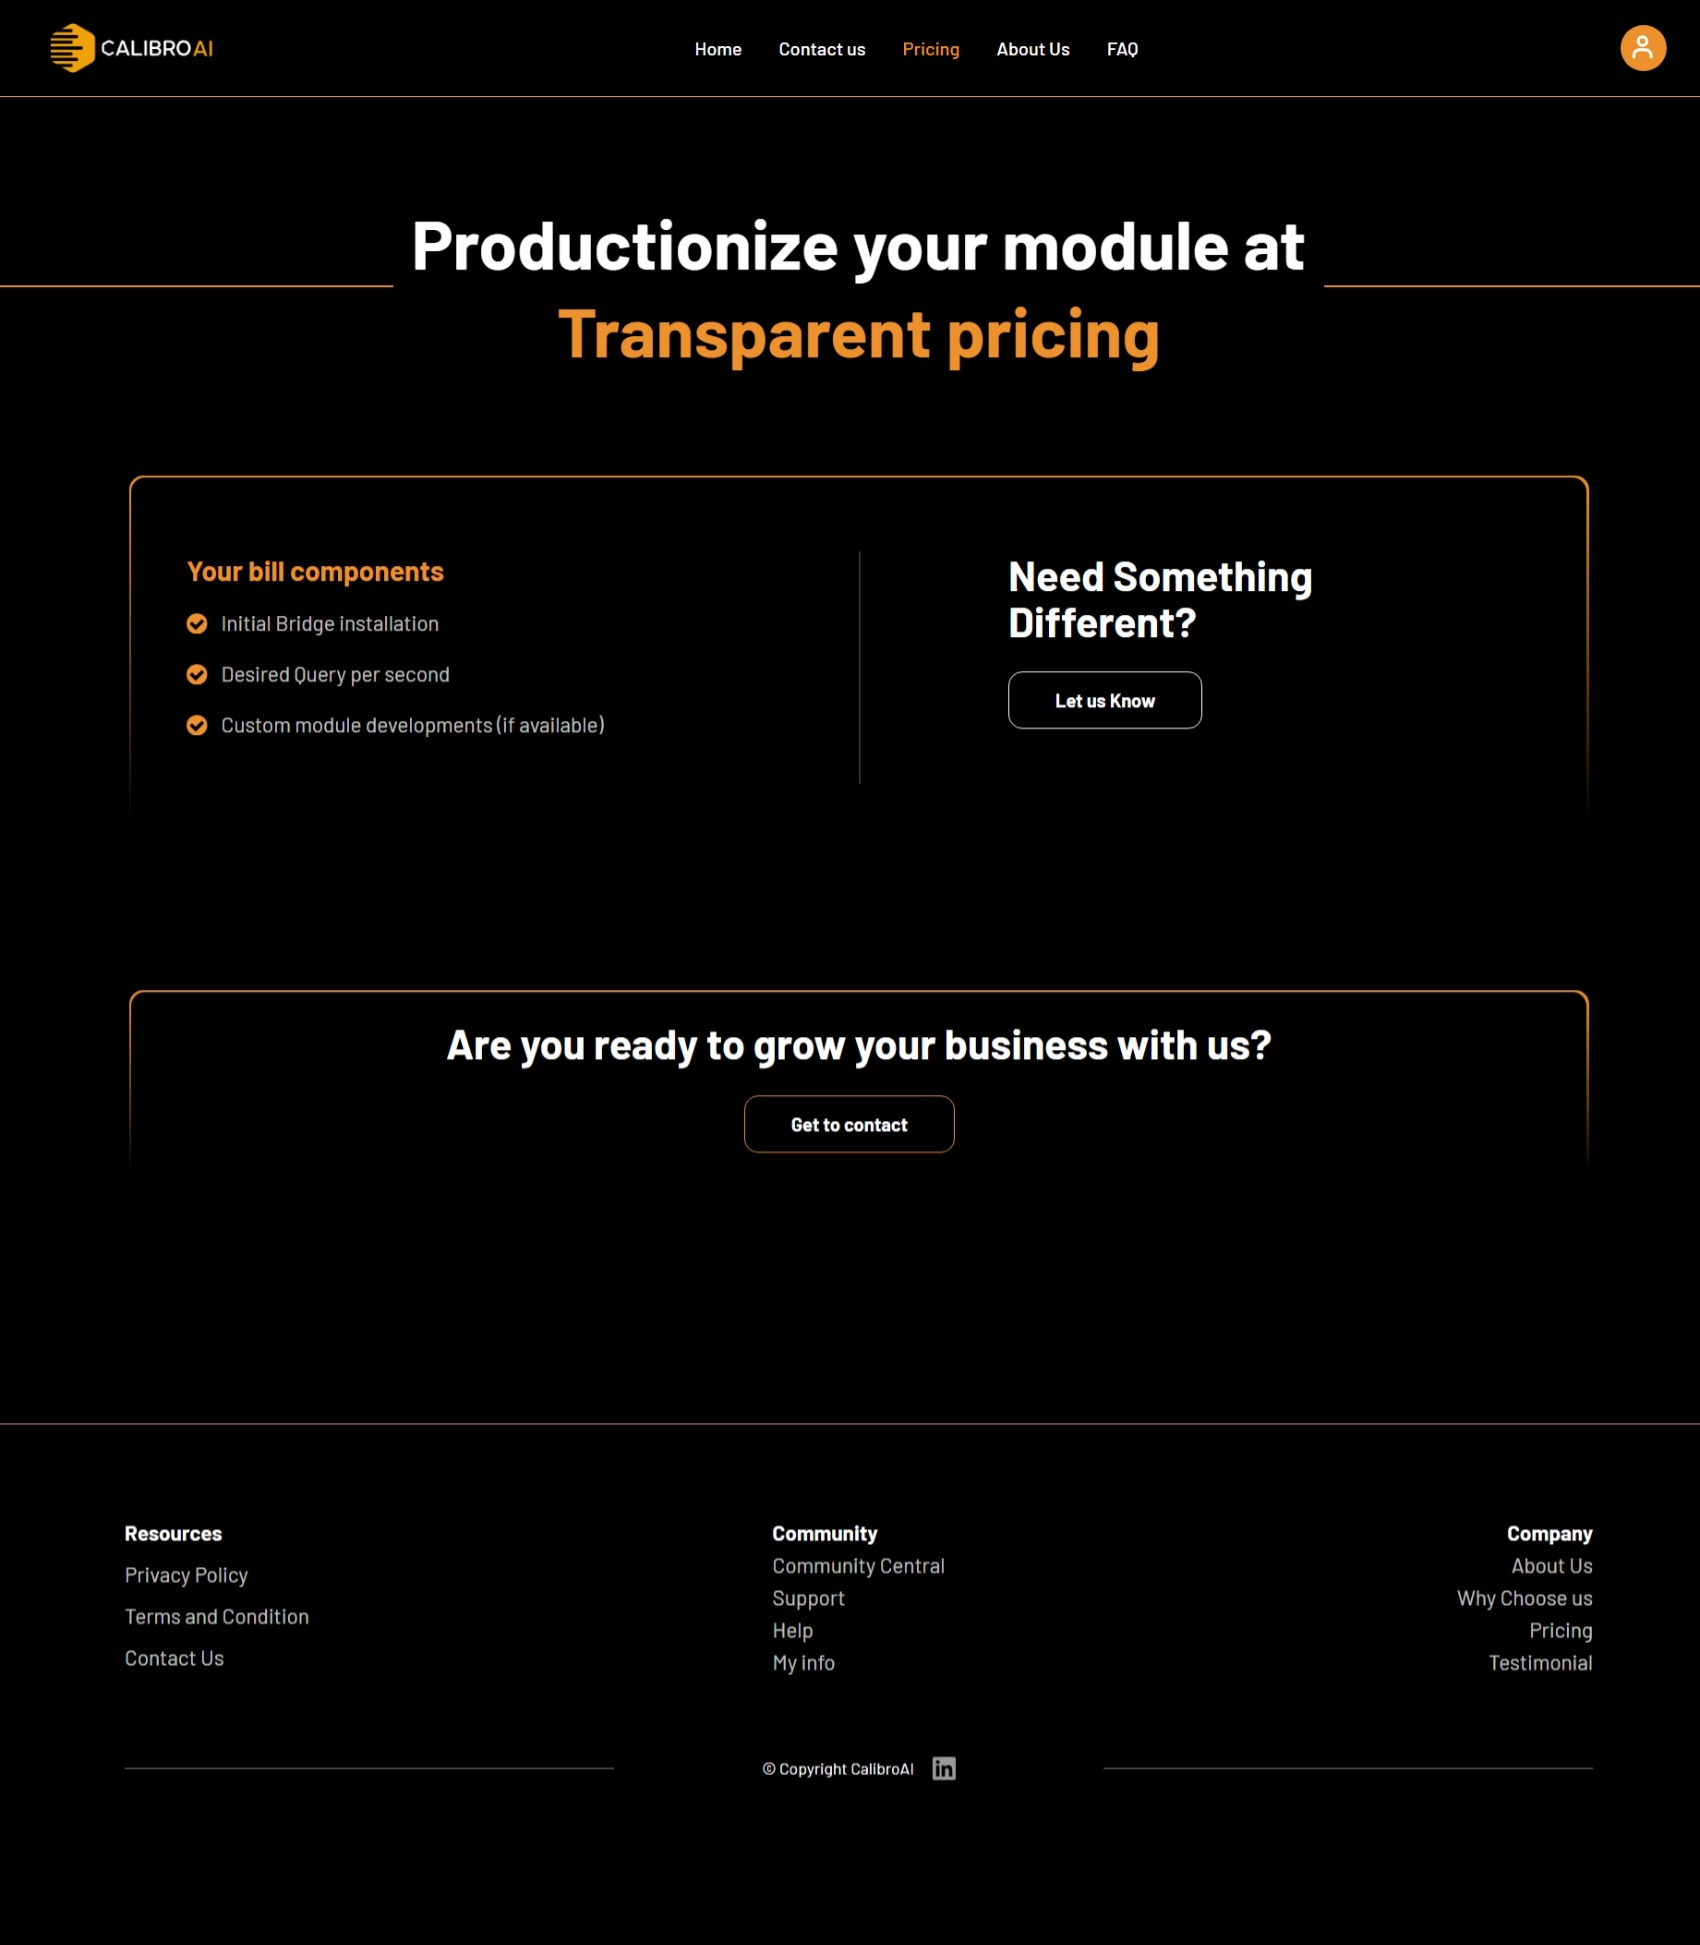 CALIBROAI
Home
Contact us
Pricing
About Us
FAQ
Productionize your module at
Transparent pricing
Your bill components
Initial Bridge installation
Desired Query per second
Custom module developments (if available)
Need Something
Different?
Let us Know
Are you ready to grow your business with us?
Get to contact
Resources
Privacy Policy
Terms and Condition
Contact Us
Community
Community Central
Support
Help
My info
Company
About Us
Why Choose us
Pricing
Testimonial
© Copyright CalibroAI
in